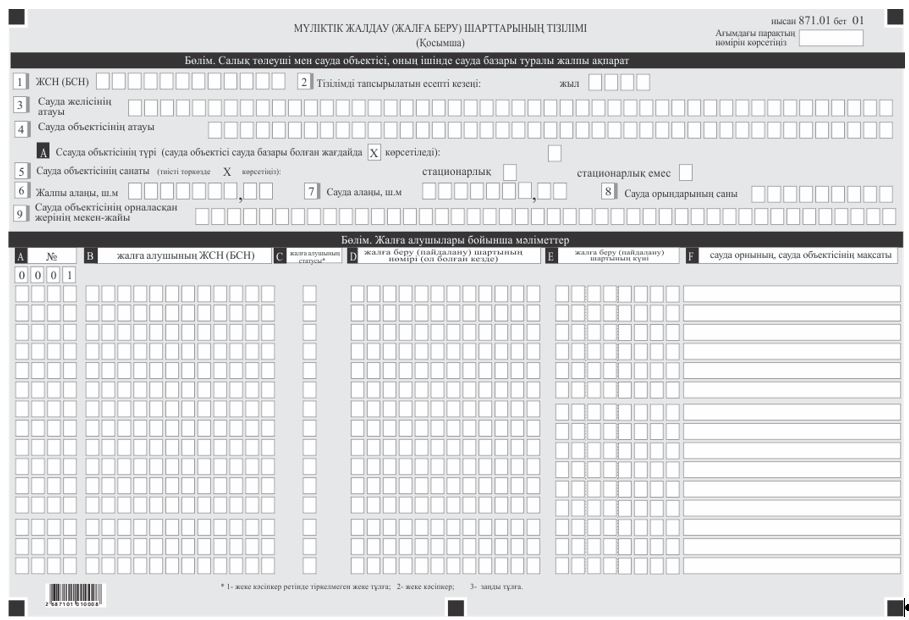 нысан 871.01 бет 01
МҮЛІКТІК ЖАЛДАУ (ЖАЛҒА БЕРУ) ШАРТТАРЫНЫҢ ТІЗІЛІМІ
(Қосымша)
Ағымдағы парақтың
нөмірін көрсетіңіз
Бөлім. Салық төлеуші мен сауда объектісі, оның ішінде сауда базары туралы жалпы ақпарат
1 ЖСН (БСН) 2 Тізілімді тапсырылатын есепті кезеңі: жыл
3 Сауда желісінің
атауы
4 Сауда объектісінің атауы
A Ссауда объктісінің түрі (сауда объектісі сауда базары болған жағдайда X көрсетіледі):
5 Сауда объектісінің санаты (тиісті торкөзде X көрсетіңіз): стационарлық стационарлық емес
6 Жалпы алаңы, ш.м , 7 Сауда алаңы, ш.м , 8 Сауда орындарының саны
9 Сауда объектісінің орналасқан
жерінің мекен-жайы
Бөлім. Жалға алушылары бойынша мәліметтер
A № B жалға алушының ЖСН (БСН) C жалға алушының
статусы* D жалға беру (пайдалану) шартының
нөмірі (ол болған кезде) E жалға беру (пайдалану)
шартының күні F сауда орнының, сауда объектісінің мақсаты
0 0 0 1
* 1- жеке кәсіпкер ретінде тіркелмеген жеке тұлға; 2- жеке кәсіпкер; 3- заңды тұлға.